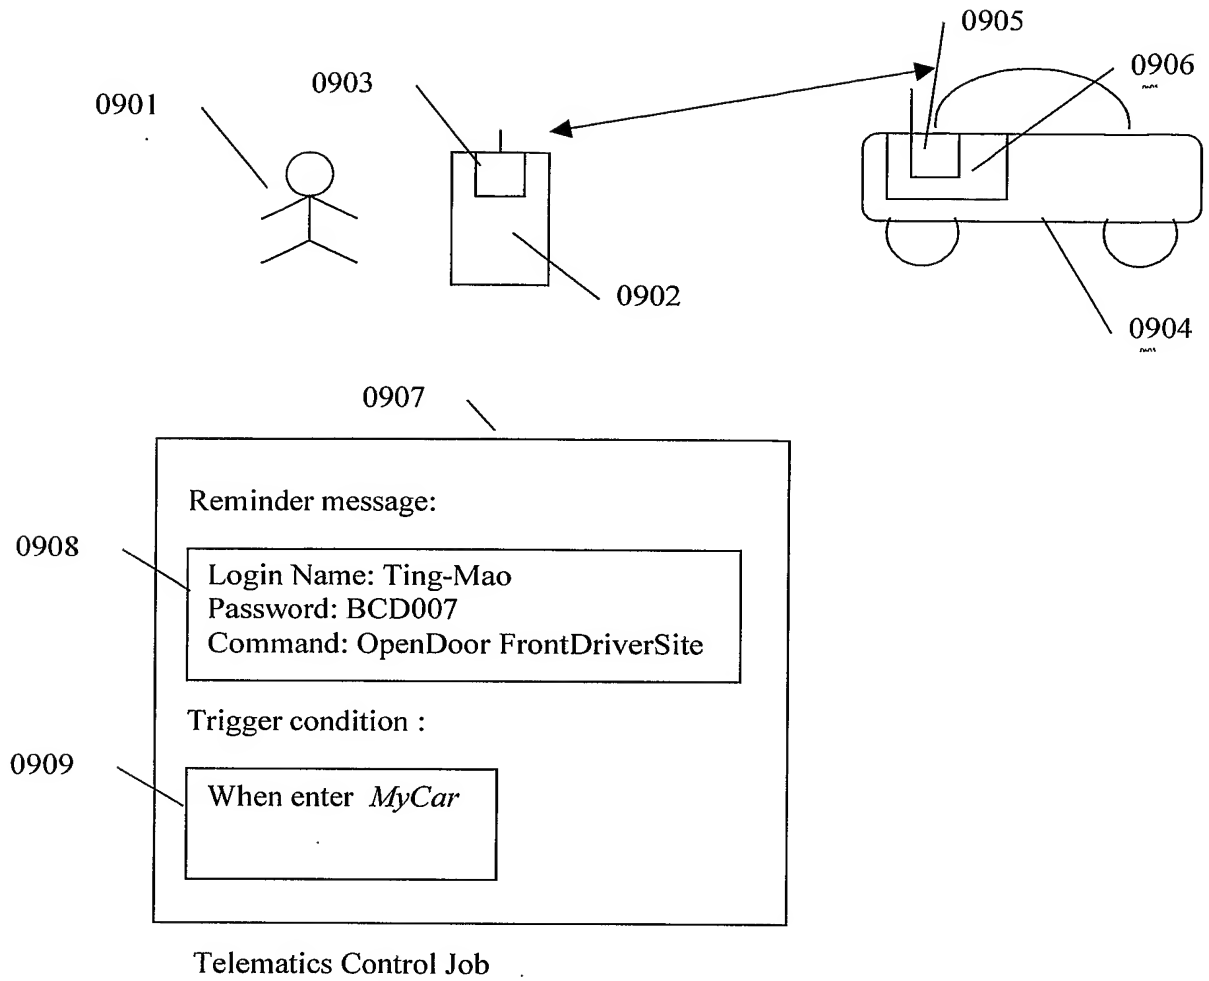 0905
0903
0906
0901
0902
0904
0907
Reminder message:
0908
Login Name: Ting-Mao
Password: BCD007
Command: OpenDoor FrontDriverSite
Trigger condition :
0909
When enter MyCar
Telematics Control Job